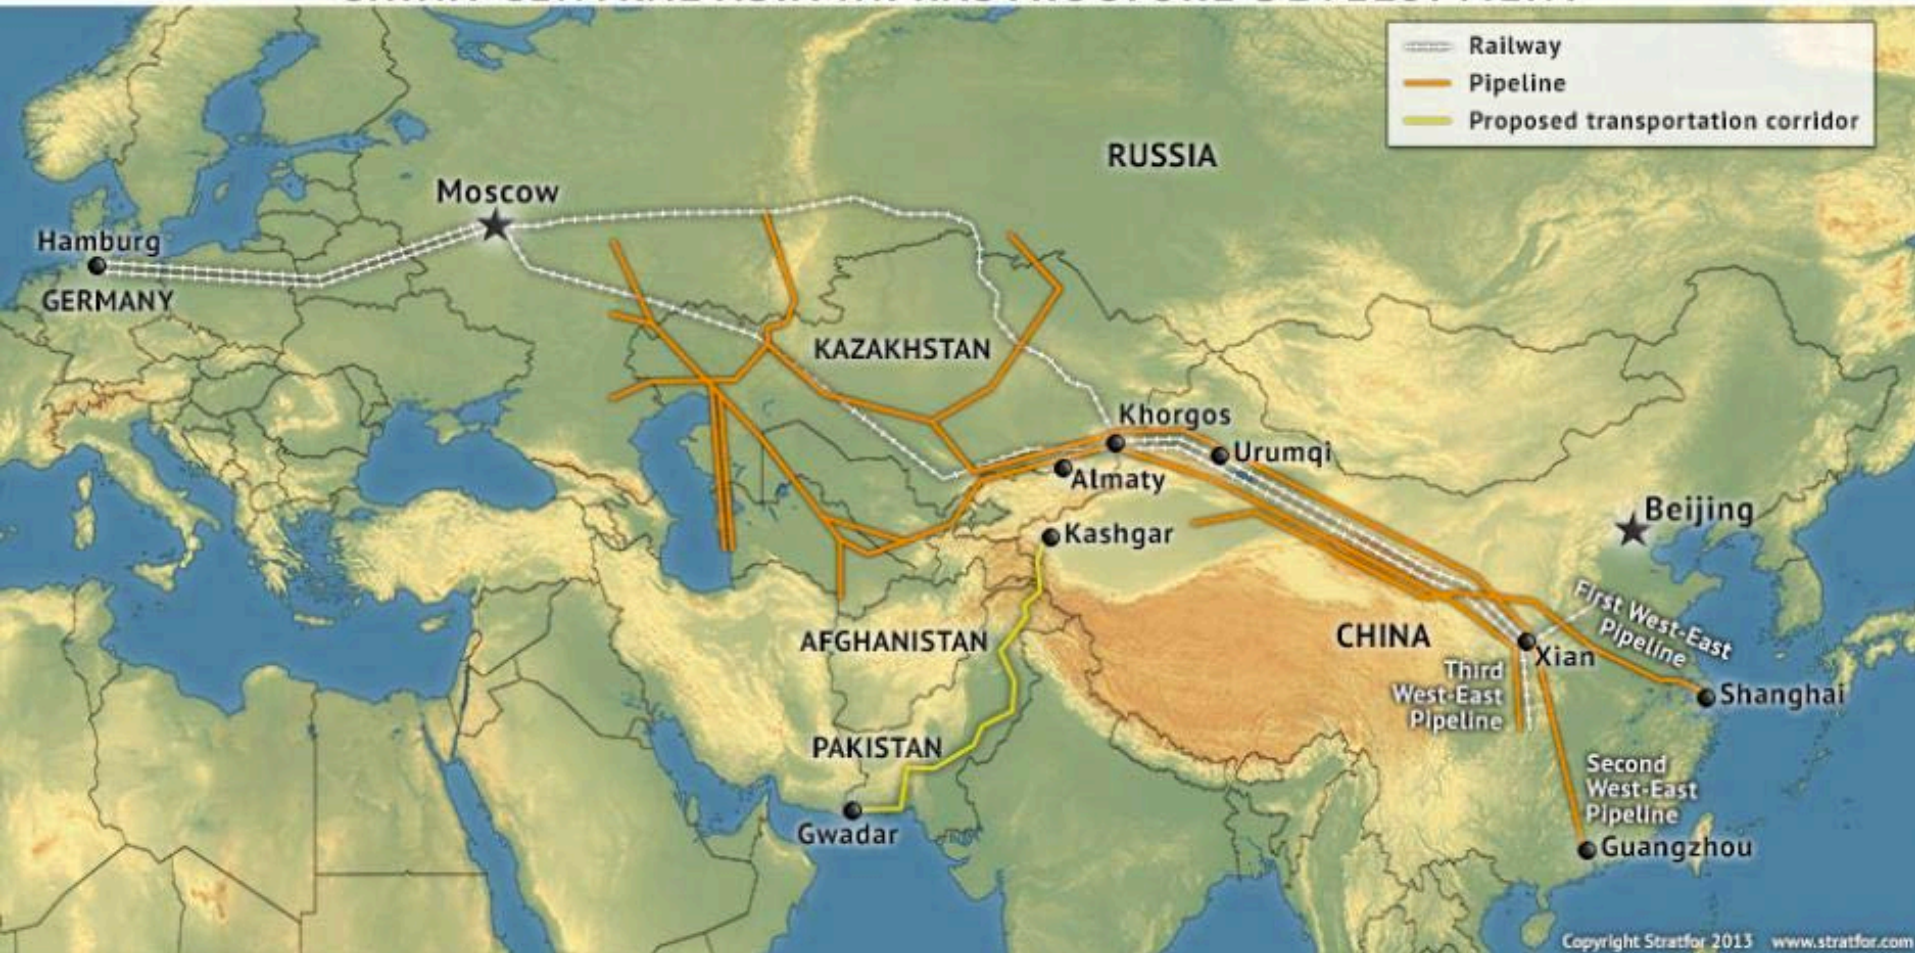 Railway
Pipeline
Proposed transportation corridor
RUSSIA
Moscow
Hamburg
GERMANY
KAZAKHSTAN
Khorgos
Urumqi
Almaty
Beijing
Kashgar
First West-East
Pipeline
AFGHANISTAN
CHINA
Xian
Third
West-East
Pipeline
Shanghai
PAKISTAN
Second
West-East
Pipeline
Gwadar
Guangzhou
Copyright Stratfor 2013 www.stratfor.com